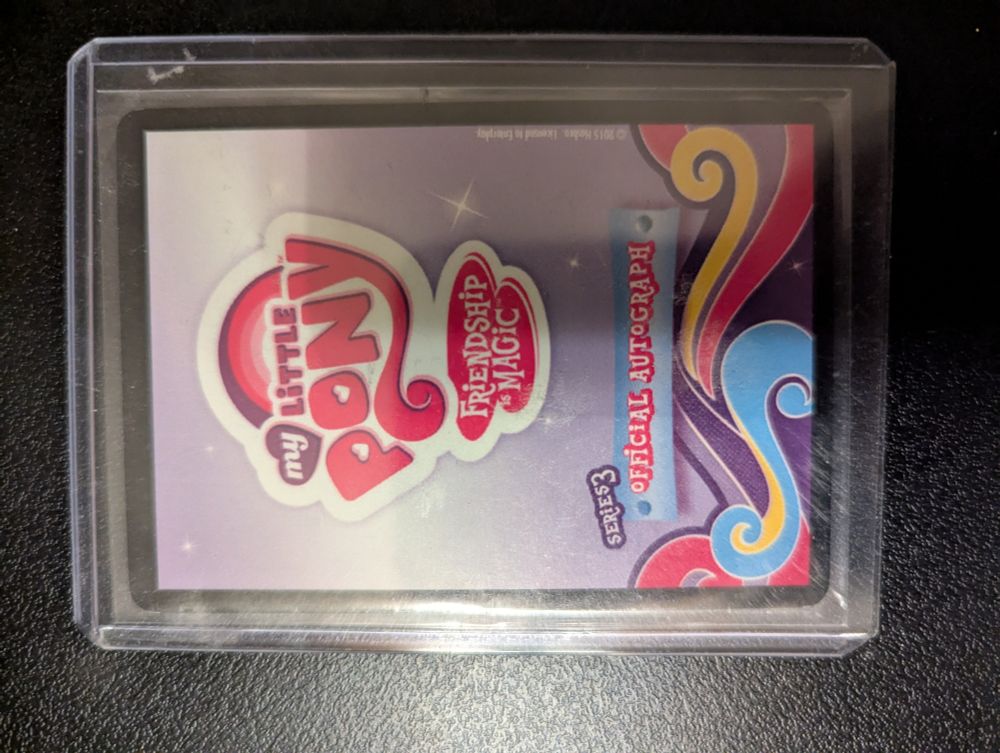 my LiTTLE
PONY
FRiENDSHiP
iS MAGiC
SERiES 3
OFFiCiAL AUTOGRAPH
© 2015 Hasbro. Licensed to Enterplay.